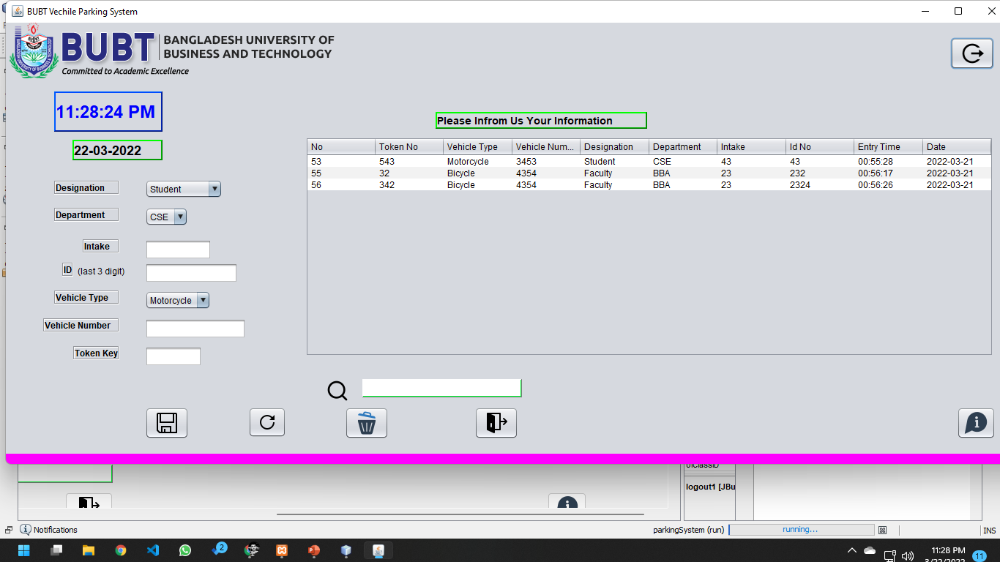 BUBT Vechile Parking System
BUBT
BANGLADESH UNIVERSITY OF
BUSINESS AND TECHNOLOGY
Committed to Academic Excellence
11:28:24 PM
22-03-2022
Please Infrom Us Your Information
No Token No Vehicle Type Vehicle Num... Designation Department Intake Id No Entry Time Date
53 543 Motorcycle 3453 Student CSE 43 43 00:55:28 2022-03-21
55 32 Bicycle 4354 Faculty BBA 23 232 00:56:17 2022-03-21
56 342 Bicycle 4354 Faculty BBA 23 2324 00:56:26 2022-03-21
Designation Student
Department CSE
Intake
ID (last 3 digit)
Vehicle Type Motorcycle
Vehicle Number
Token Key
UIClassID
logout1 [JBu
Notifications
parkingSystem (run) running...
INS
2
11:28 PM
3/22/2022
11